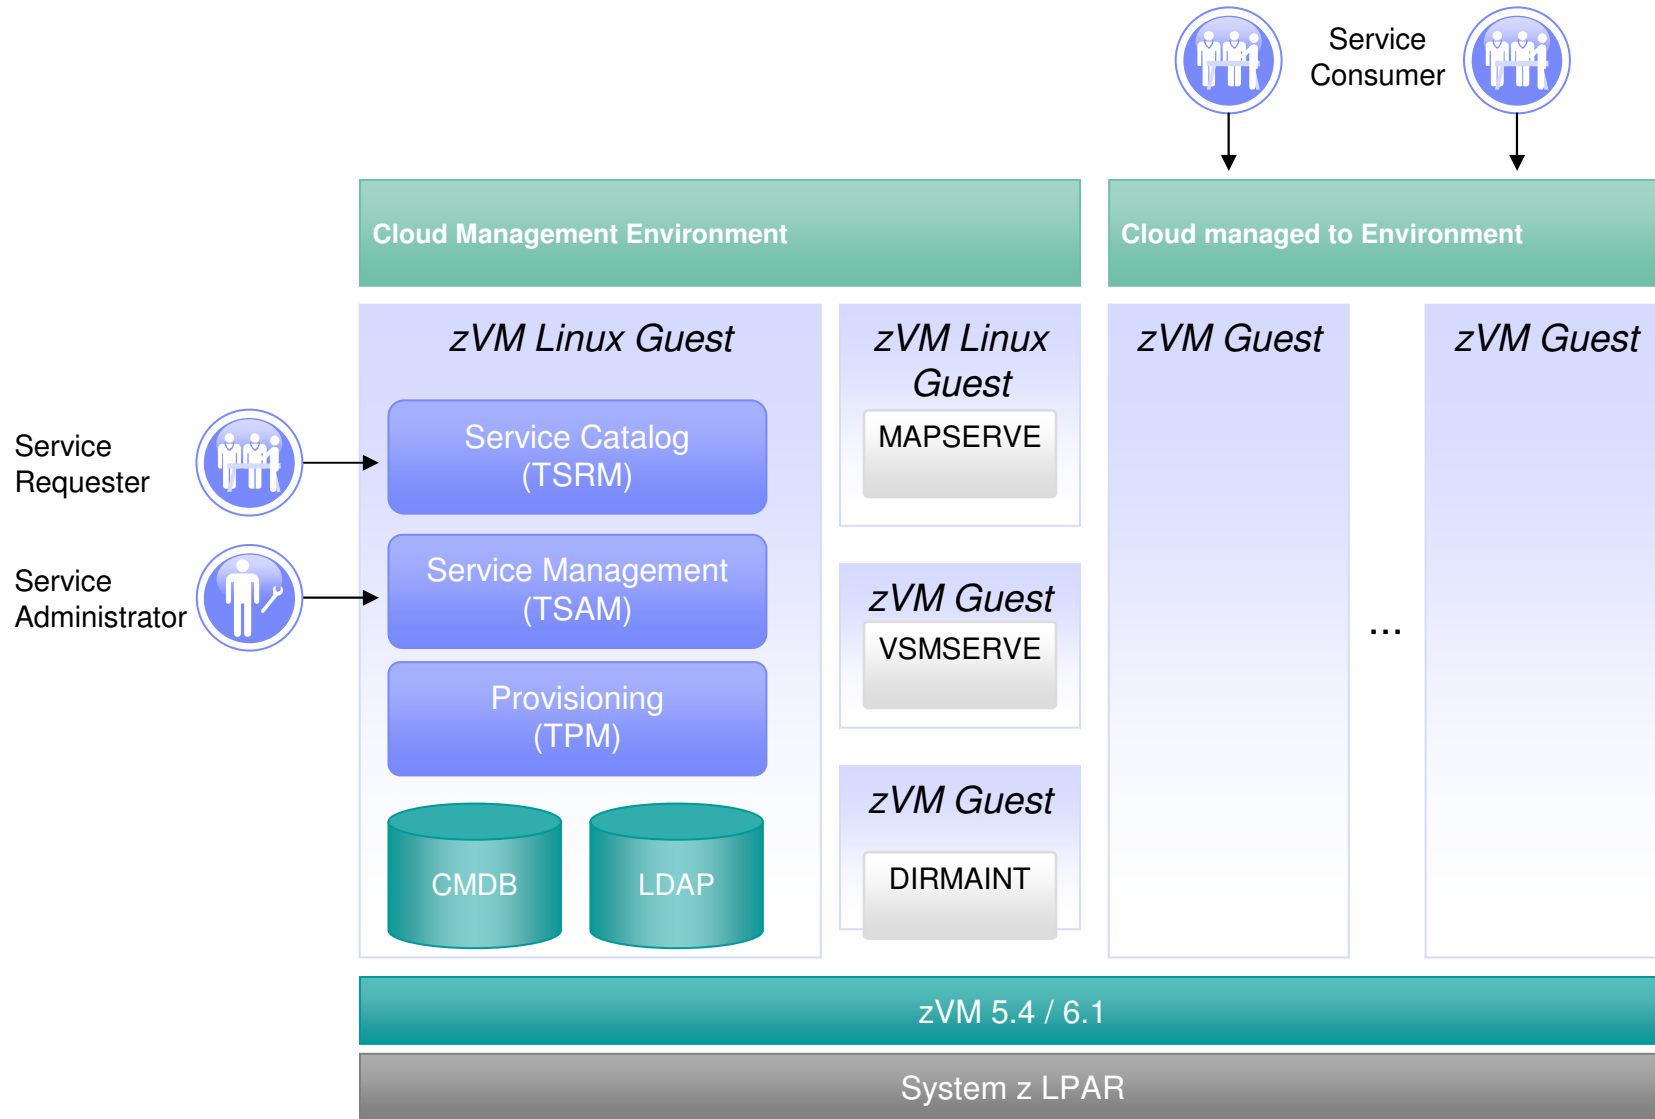 Service
Consumer
Cloud Management Environment
Cloud managed to Environment
zVM Linux Guest
zVM Linux
Guest
zVM Guest
zVM Guest
MAPSERVE
Service Catalog
(TSRM)
Service
Requester
Service Management
(TSAM)
Service
Administrator
zVM Guest
VSMSERVE
...
Provisioning
(TPM)
zVM Guest
DIRMAINT
CMDB
LDAP
zVM 5.4 / 6.1
System z LPAR